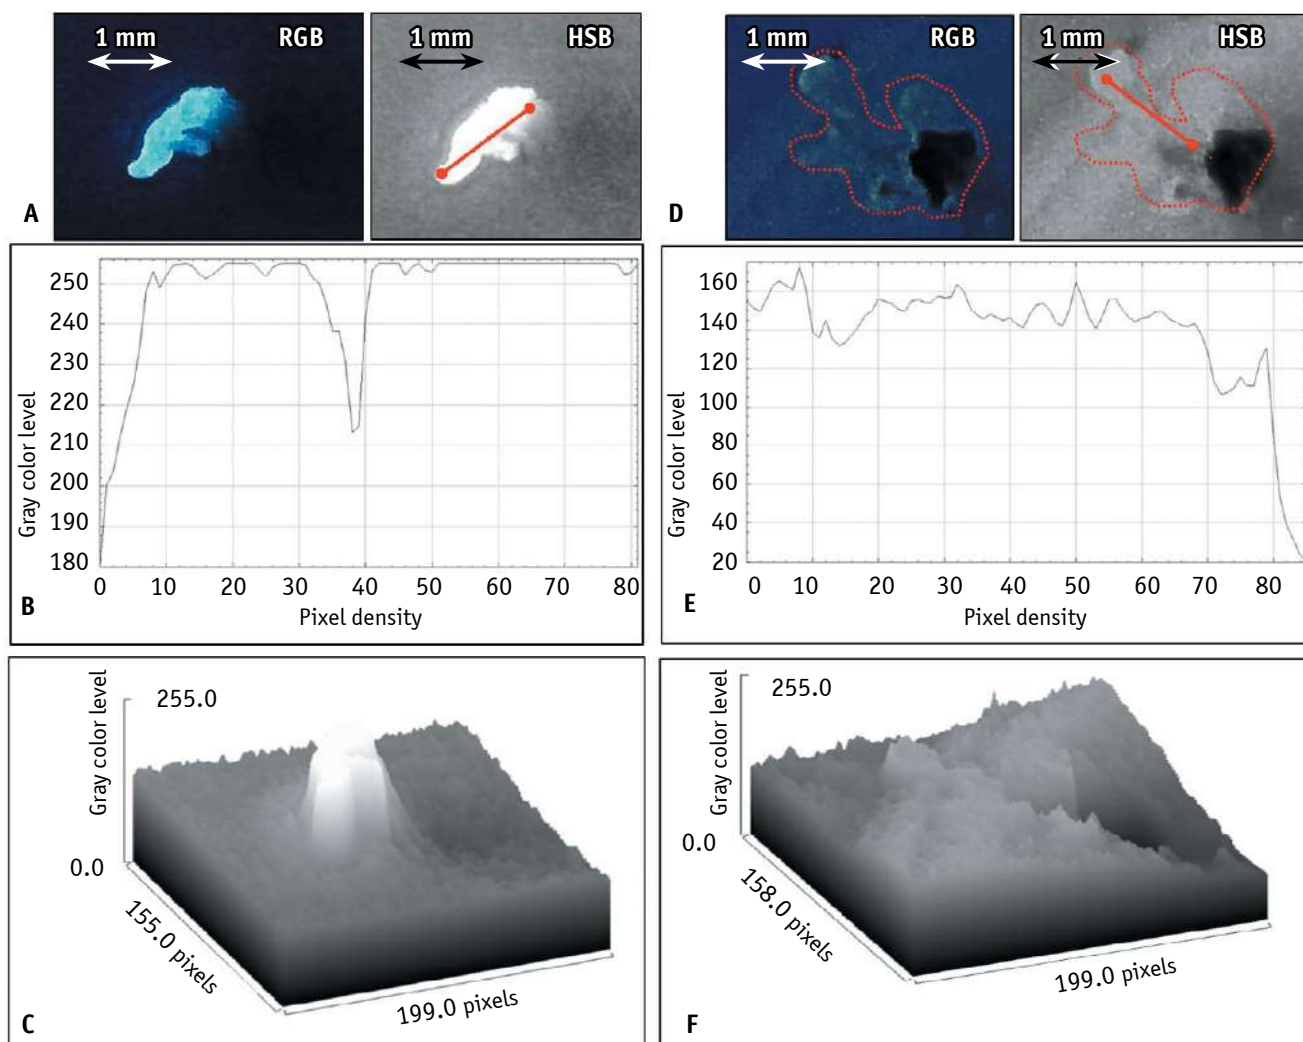 1 mm RGB
1 mm HSB
A
1 mm RGB
1 mm HSB
D
Gray color level
250
240
230
220
210
200
190
180
0 10 20 30 40 50 60 70 80
Pixel density
B
Gray color level
160
140
120
100
80
60
40
20
0 10 20 30 40 50 60 70 80
Pixel density
E
Gray color level
255.0
0.0
155.0 pixels
199.0 pixels
C
Gray color level
255.0
0.0
158.0 pixels
199.0 pixels
F